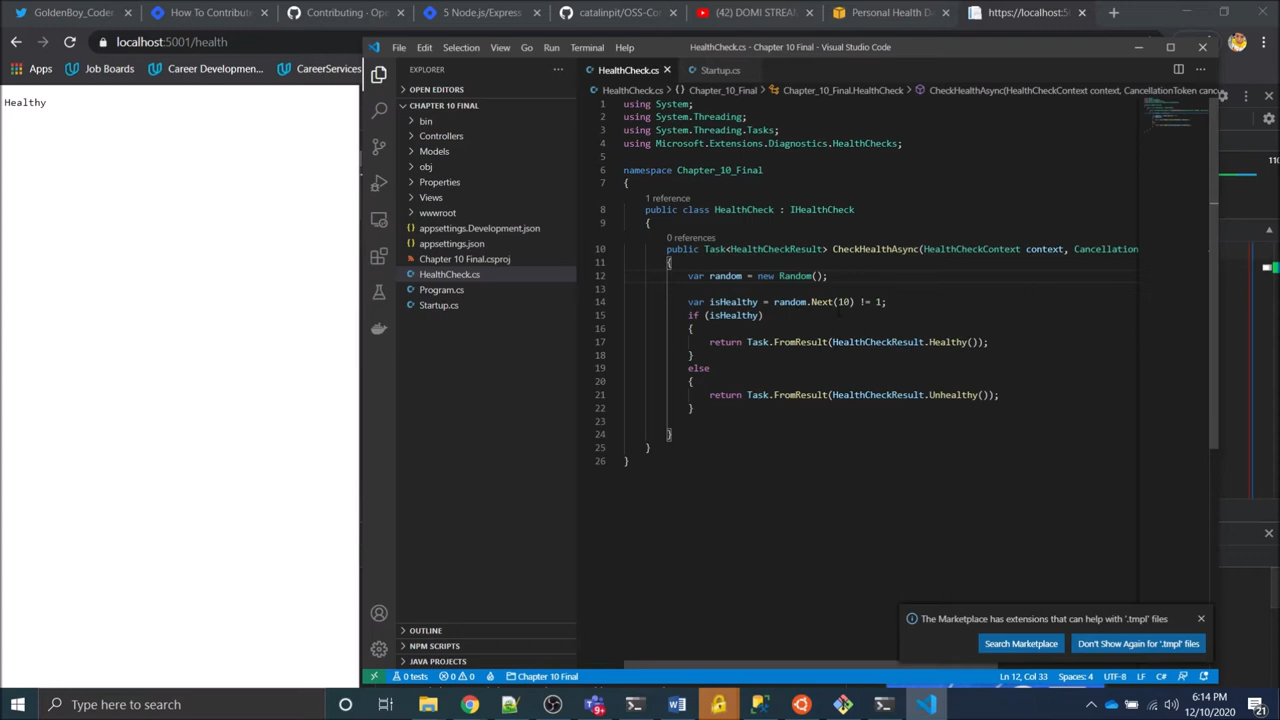 GoldenBoy_Coder
How To Contribute
Contributing - Ope
5 Node.js/Express
catalinpit/OSS-Con
(42) DOMI STREAM
Personal Health Da
https://localhost:5001/
localhost:5001/health
Apps
Job Boards
Career Developmen...
CareerServices
Healthy
File Edit Selection View Go Run Terminal Help
HealthCheck.cs - Chapter 10 Final - Visual Studio Code
EXPLORER
HealthCheck.cs
Startup.cs
OPEN EDITORS
HealthCheck.cs > {} Chapter_10_Final > Chapter_10_Final.HealthCheck > CheckHealthAsync(HealthCheckContext context, CancellationToken canc
CHAPTER 10 FINAL
bin
Controllers
Models
obj
Properties
Views
wwwroot
appsettings.Development.json
appsettings.json
Chapter 10 Final.csproj
HealthCheck.cs
Program.cs
Startup.cs
1 using System;
2 using System.Threading;
3 using System.Threading.Tasks;
4 using Microsoft.Extensions.Diagnostics.HealthChecks;
5
6 namespace Chapter_10_Final
7 {
1 reference
8 public class HealthCheck : IHealthCheck
9 {
0 references
10 public Task<HealthCheckResult> CheckHealthAsync(HealthCheckContext context, Cancellation
11 {
12 var random = new Random();
13
14 var isHealthy = random.Next(10) != 1;
15 if (isHealthy)
16 {
17 return Task.FromResult(HealthCheckResult.Healthy());
18 }
19 else
20 {
21 return Task.FromResult(HealthCheckResult.Unhealthy());
22 }
23
24 }
25 }
26 }
110
The Marketplace has extensions that can help with '.tmpl' files
Search Marketplace
Don't Show Again for '.tmpl' files
OUTLINE
NPM SCRIPTS
JAVA PROJECTS
0 tests
0
0
Chapter 10 Final
Ln 12, Col 33
Spaces: 4
UTF-8
LF
C#
Type here to search
6:14 PM
12/10/2020
21